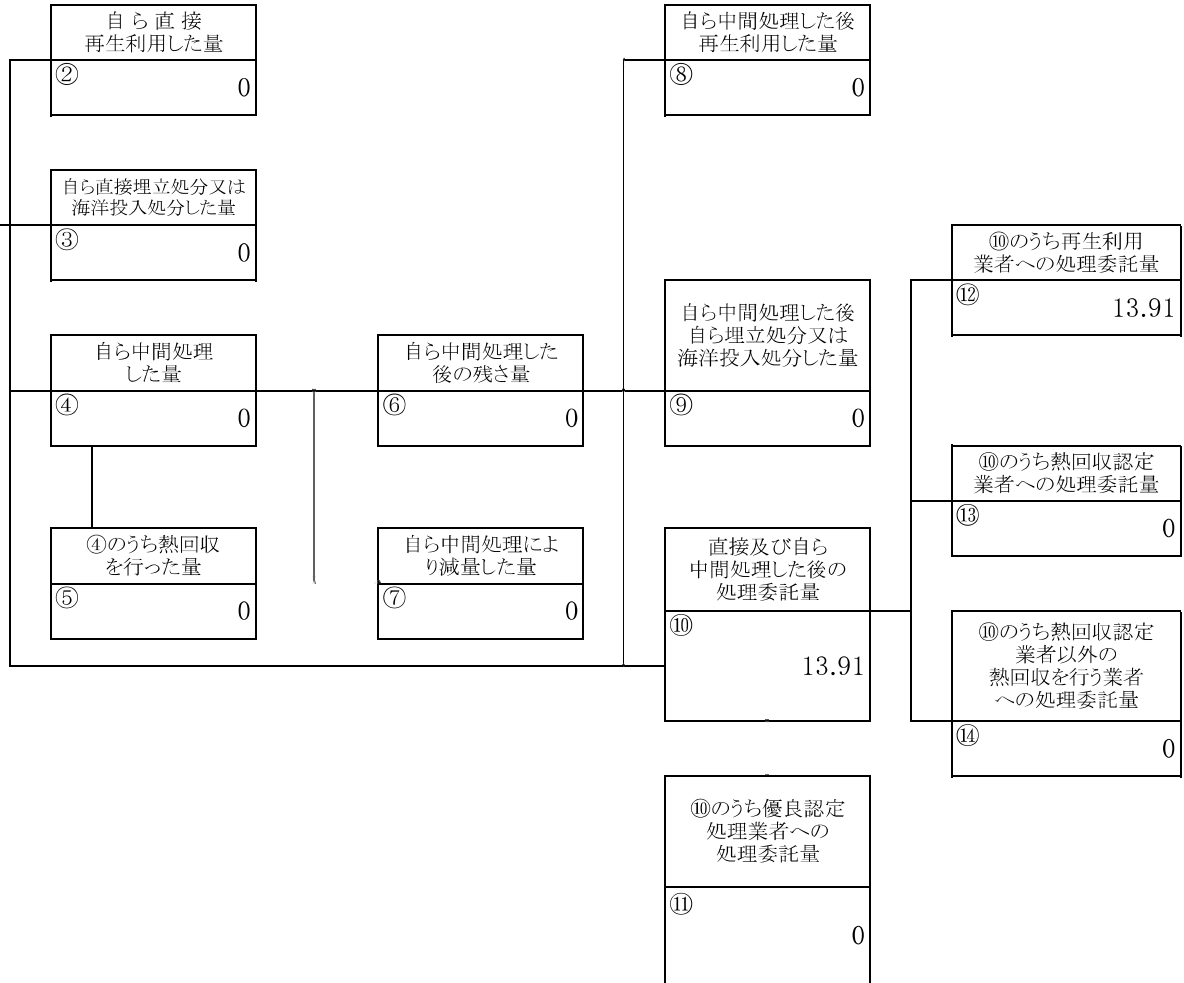 自 ら 直 接
再生利用した量
②
0
自ら中間処理した後
再生利用した量
⑧
0
自ら直接埋立処分又は
海洋投入処分した量
③
0
⑩のうち再生利用
業者への処理委託量
⑫
13.91
自ら中間処理
した量
④
0
自ら中間処理した
後の残さ量
⑥
0
自ら中間処理した後
自ら埋立処分又は
海洋投入処分した量
⑨
0
⑩のうち熱回収認定
業者への処理委託量
⑬
0
④のうち熱回収
を行った量
⑤
0
自ら中間処理によ
り減量した量
⑦
0
直接及び自ら
中間処理した後の
処理委託量
⑩
13.91
⑩のうち熱回収認定
業者以外の
熱回収を行う業者
への処理委託量
⑭
0
⑩のうち優良認定
処理業者への
処理委託量
⑪
0